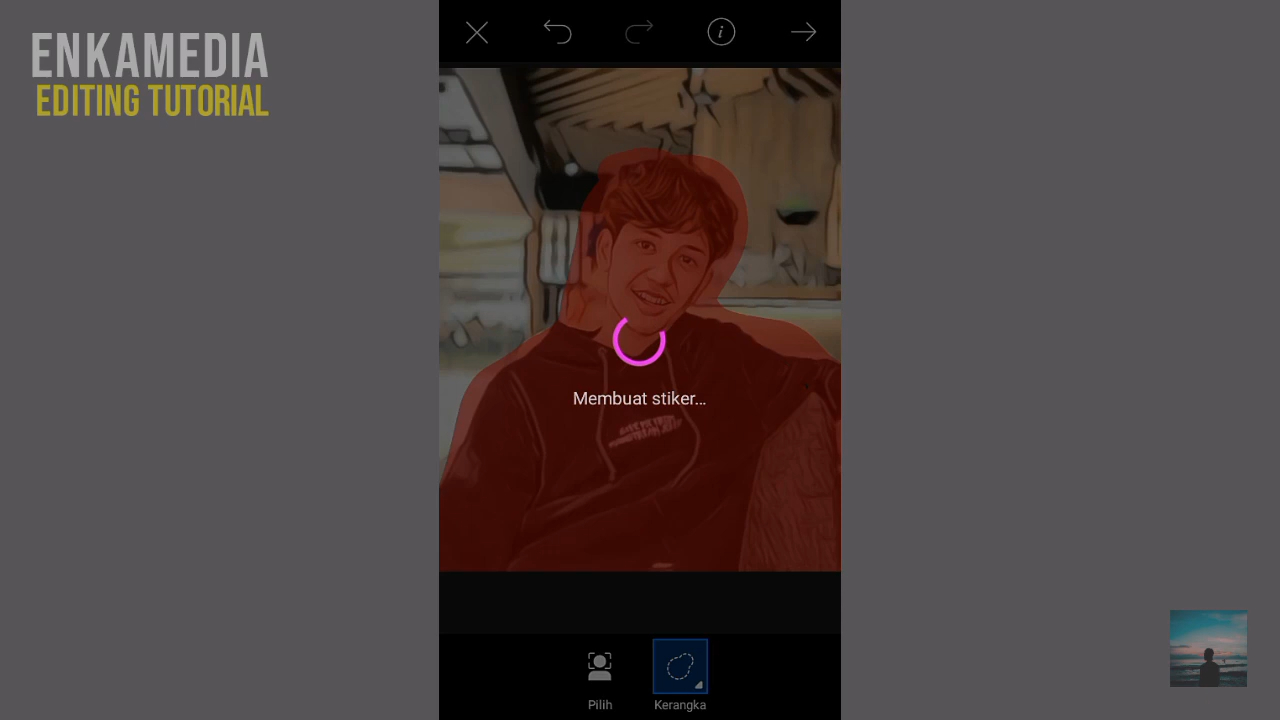 ENKAMEDIA
EDITING TUTORIAL
Membuat stiker...
Pilih
Kerangka